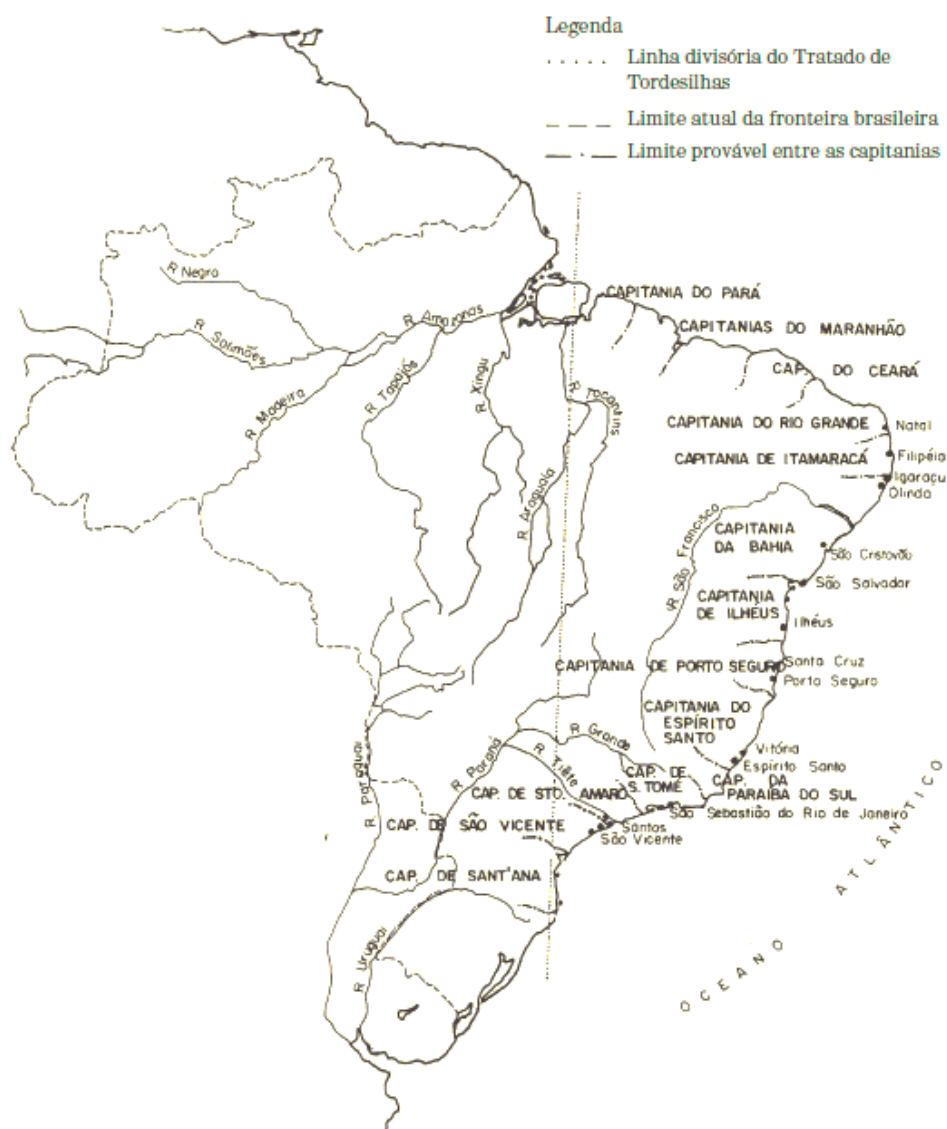 Legenda
Linha divisória do Tratado de
Tordesilhas
Limite atual da fronteira brasileira
Limite provável entre as capitanias
CAPITANIA DO PARÁ
CAPITANIAS DO MARANHÃO
CAP. DO CEARÁ
CAPITANIA DO RIO GRANDE
Natal
CAPITANIA DE ITAMARACÁ
Filipéia
Igaraçu
Olinda
R Negro
R Solimões
R Amazonas
R Madeira
R Tapajós
R Xingu
R Tocantins
R Araguaia
R São Francisco
CAPITANIA
DA BAHIA
São Cristovão
São Salvador
CAPITANIA
DE ILHÉUS
Ilhéus
CAPITANIA DE PORTO SEGURO
Santa Cruz
Porto Seguro
CAPITANIA DO
ESPÍRITO
SANTO
Vitória
Espírito Santo
R Grande
R Paraná
R Tiête
R Paraguai
CAP. DE
S. TOMÉ
CAP. DA
PARAÍBA DO SUL
CAP. DE STO. AMARO
São Sebastião do Rio de Janeiro
CAP. DE SÃO VICENTE
Santos
São Vicente
CAP. DE SANT'ANA
R Uruguai
OCEANO ATLÂNTICO